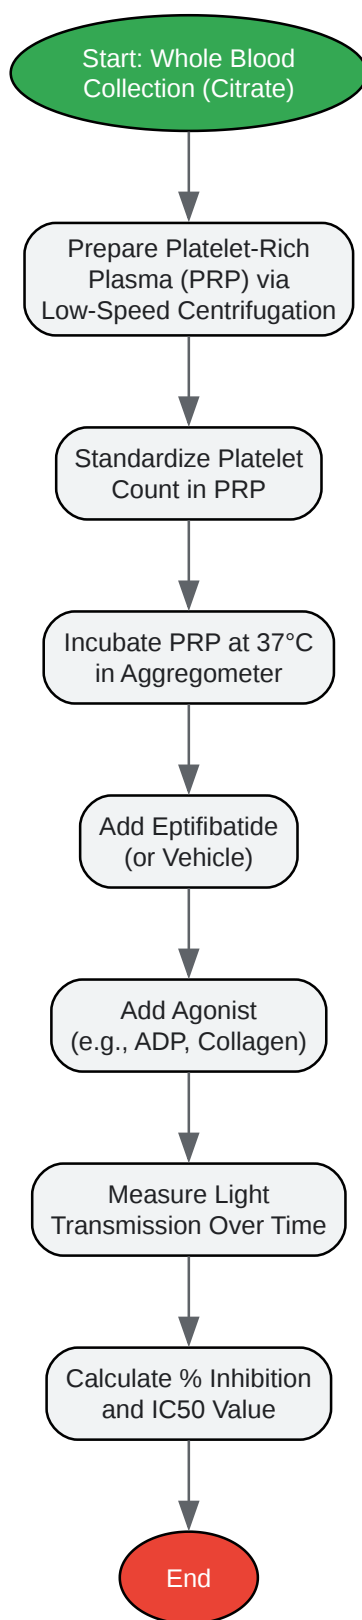 Start: Whole Blood
Collection (Citrate)
Prepare Platelet-Rich
Plasma (PRP) via
Low-Speed Centrifugation
Standardize Platelet
Count in PRP
Incubate PRP at 37°C
in Aggregometer
Add Eptifibatide
(or Vehicle)
Add Agonist
(e.g., ADP, Collagen)
Measure Light
Transmission Over Time
Calculate % Inhibition
and IC50 Value
End